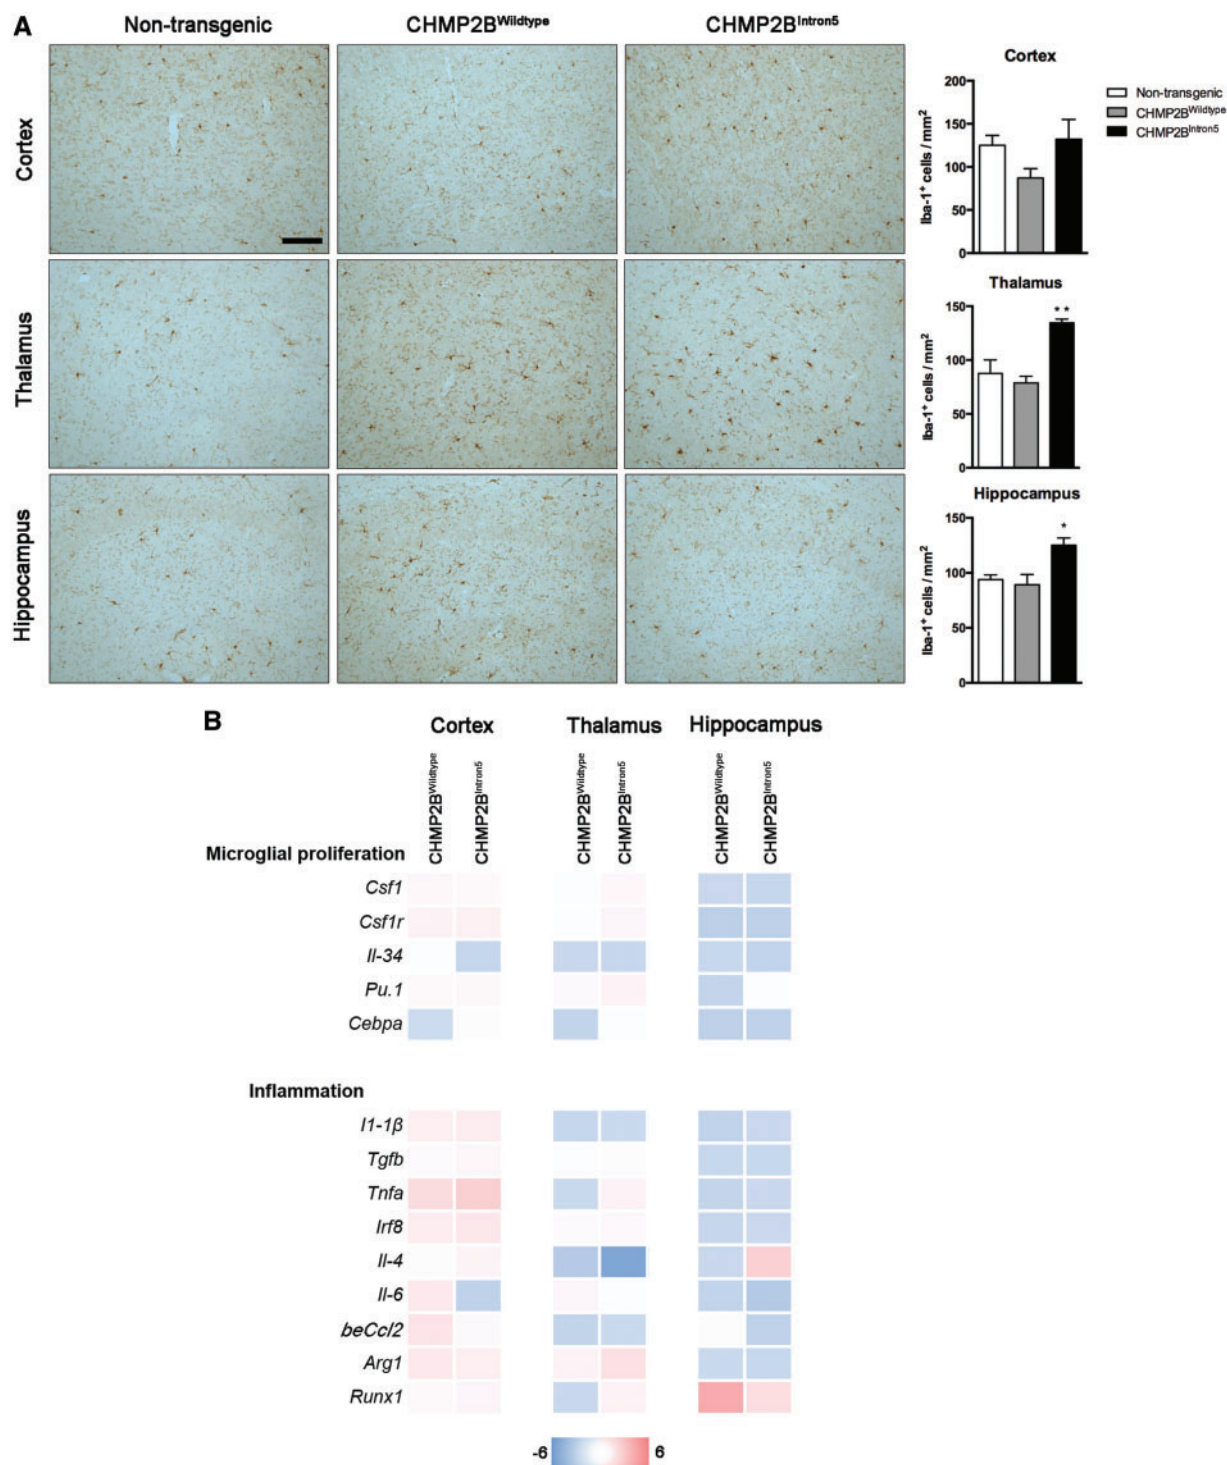 A
Non-transgenic
CHMP2BWildtype
CHMP2BIntron5
Cortex
Thalamus
Hippocampus
Cortex
200
150
100
50
0
Iba-1+ cells / mm2
Non-transgenic
CHMP2BWildtype
CHMP2BIntron5
Thalamus
150
100
50
0
Iba-1+ cells / mm2
**
Hippocampus
150
100
50
0
Iba-1+ cells / mm2
*
B
Cortex
Thalamus
Hippocampus
CHMP2BWildtype
CHMP2BIntron5
CHMP2BWildtype
CHMP2BIntron5
CHMP2BWildtype
CHMP2BIntron5
Microglial proliferation
Csf1
Csf1r
Il-34
Pu.1
Cebpa
Inflammation
I1-1β
Tgfb
Tnfa
Irf8
Il-4
Il-6
beCcl2
Arg1
Runx1
-6
6